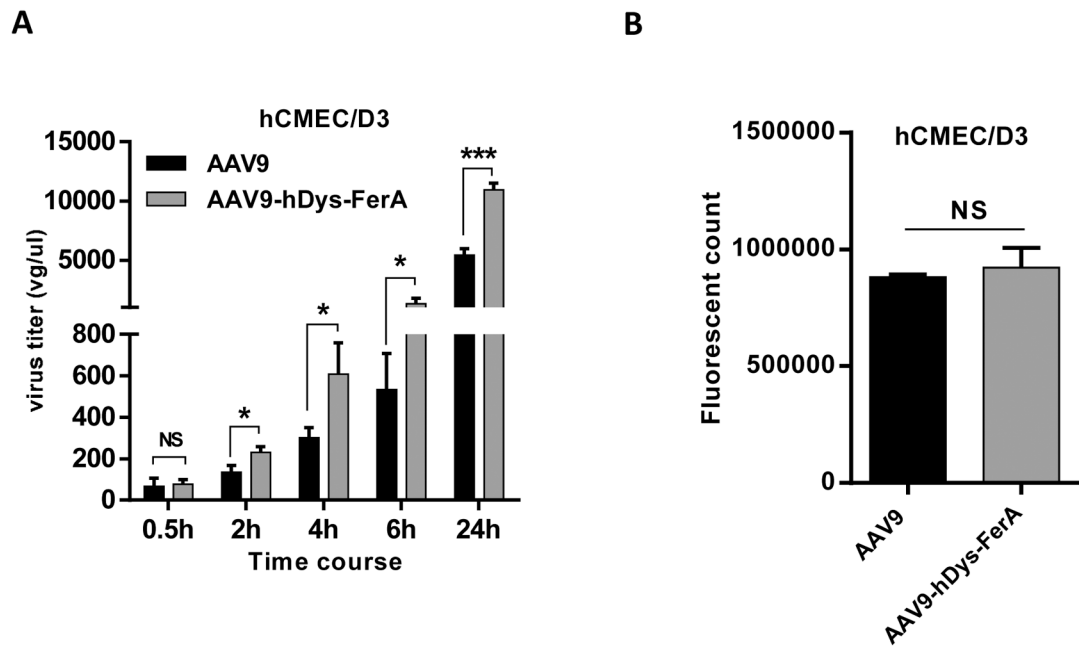 A
hCMEC/D3
virus titer (vg/ul)
15000
10000
5000
800
600
400
200
0
AAV9
AAV9-hDys-FerA
NS
*
*
*
***
0.5h 2h 4h 6h 24h
Time course
B
hCMEC/D3
Fluorescent count
1500000
1000000
500000
0
NS
AAV9
AAV9-hDys-FerA